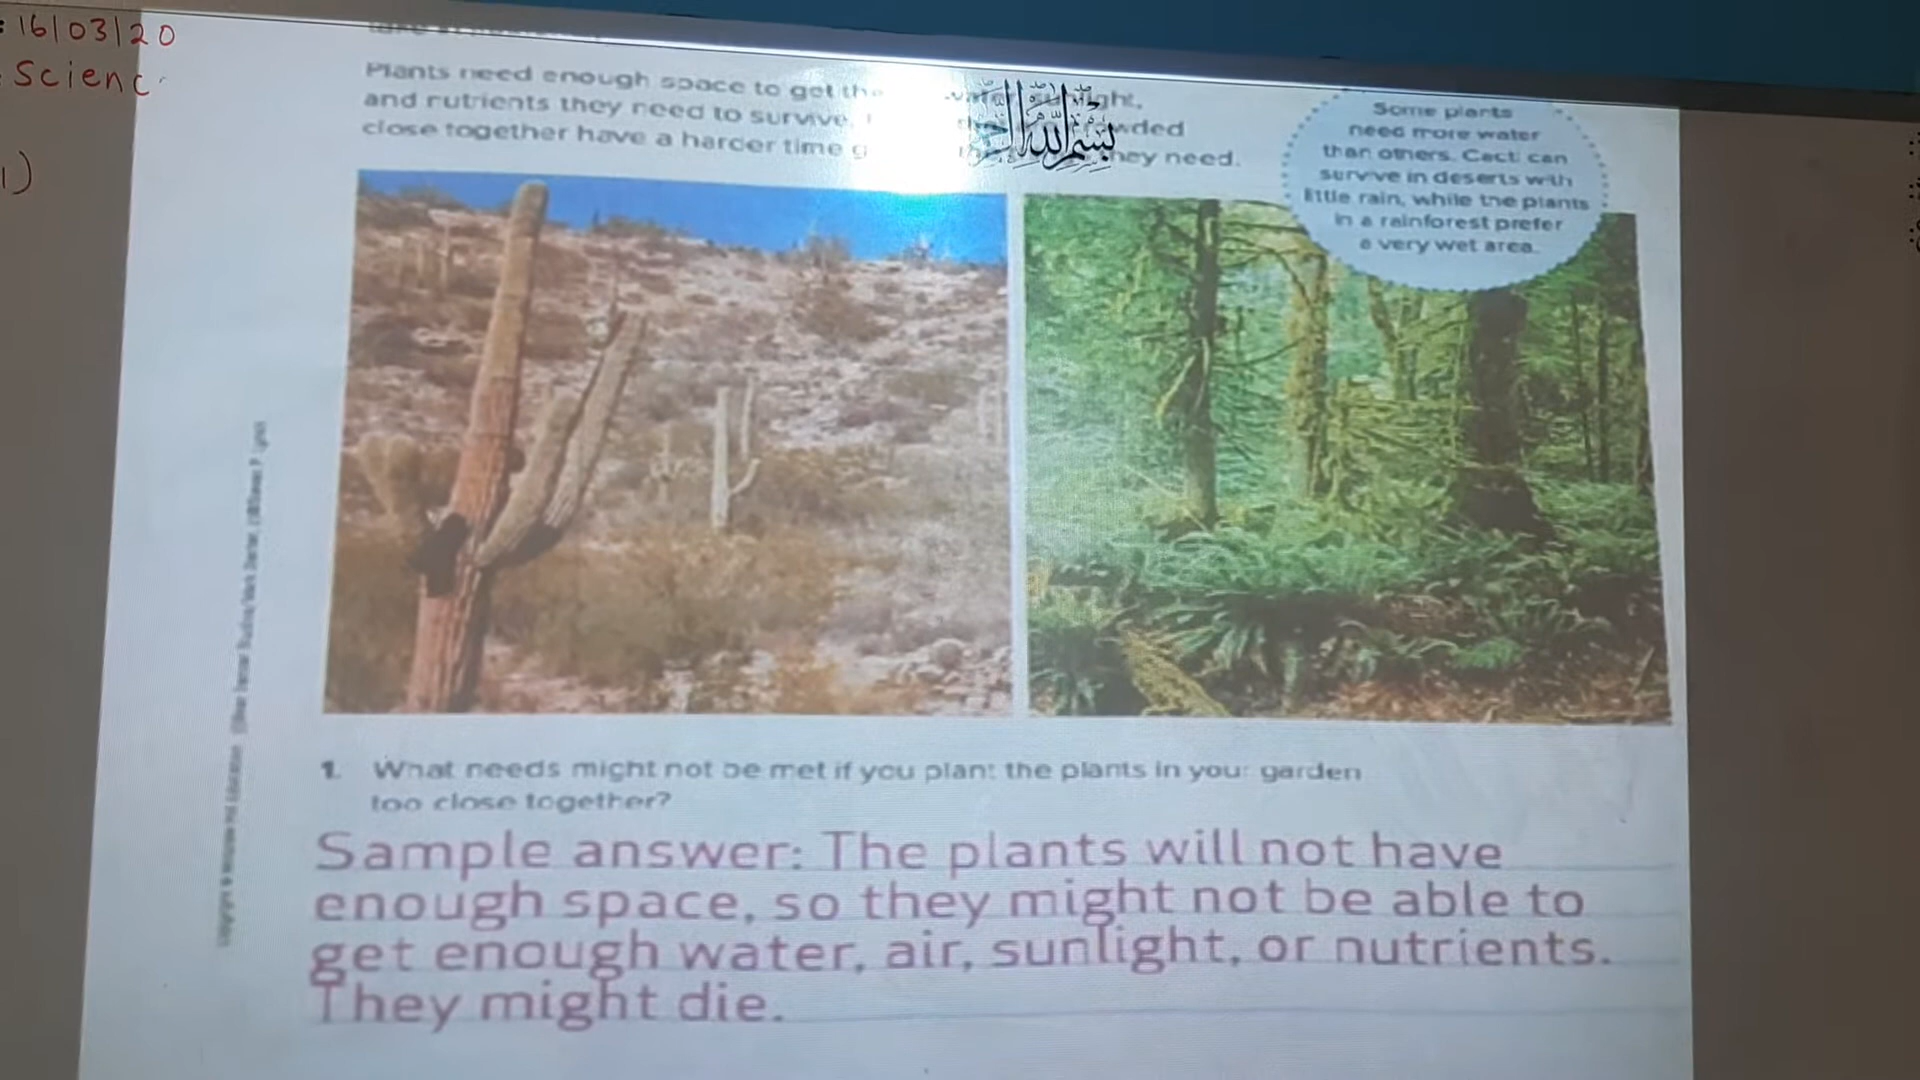 16/03/20
Scienc
1)
Plants need enough space to get the water, sunlight,
and nutrients they need to survive.
close together have a harder time they need.
بسم الله
Some plants
need more water
than others. Cacti can
survive in deserts with
little rain, while the plants
in a rainforest prefer
a very wet area.
1. What needs might not be met if you plant the plants in your garden
too close together?
Sample answer: The plants will not have
enough space, so they might not be able to
get enough water, air, sunlight, or nutrients.
They might die.